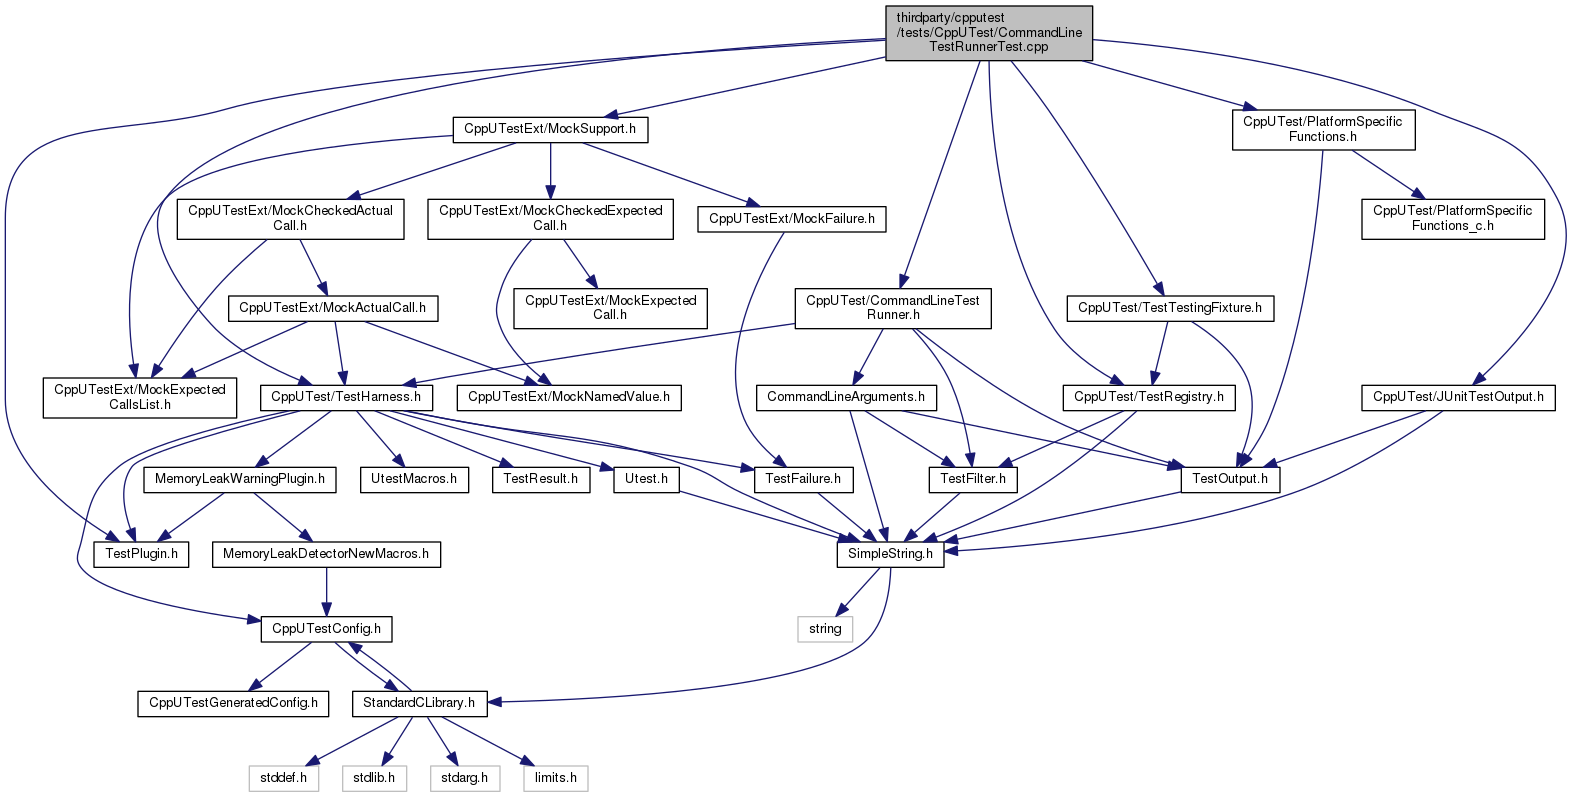 thirdparty/cpputest
/tests/CppUTest/CommandLine
TestRunnerTest.cpp
CppUTestExt/MockSupport.h
CppUTest/PlatformSpecific
Functions.h
CppUTestExt/MockCheckedActual
Call.h
CppUTestExt/MockCheckedExpected
Call.h
CppUTestExt/MockFailure.h
CppUTest/PlatformSpecific
Functions_c.h
CppUTestExt/MockActualCall.h
CppUTestExt/MockExpected
Call.h
CppUTest/CommandLineTest
Runner.h
CppUTest/TestTestingFixture.h
CppUTestExt/MockExpected
CallsList.h
CppUTest/TestHarness.h
CppUTestExt/MockNamedValue.h
CommandLineArguments.h
CppUTest/TestRegistry.h
CppUTest/JUnitTestOutput.h
MemoryLeakWarningPlugin.h
UtestMacros.h
TestResult.h
Utest.h
TestFailure.h
TestFilter.h
TestOutput.h
TestPlugin.h
MemoryLeakDetectorNewMacros.h
SimpleString.h
CppUTestConfig.h
string
CppUTestGeneratedConfig.h
StandardCLibrary.h
stddef.h
stdlib.h
stdarg.h
limits.h